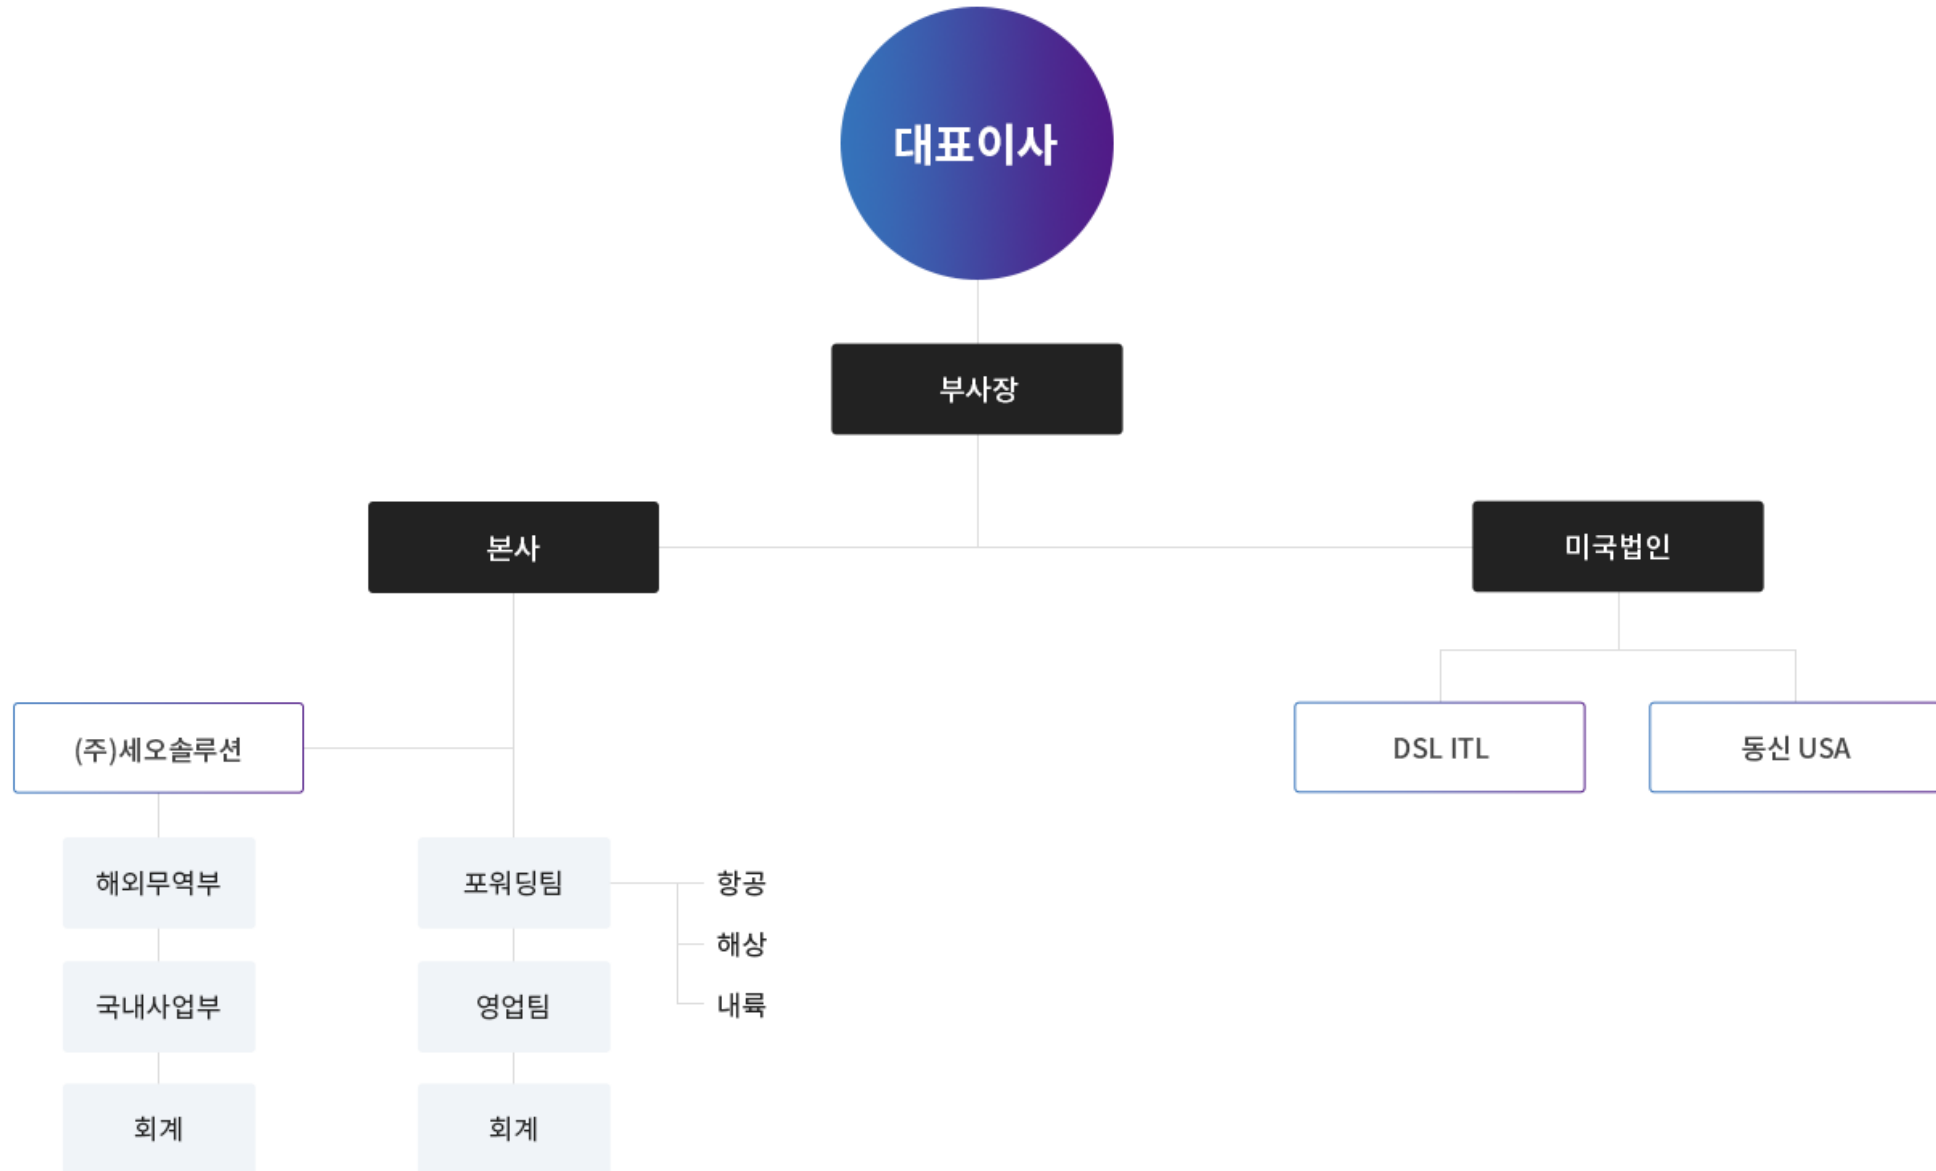 대표이사
부사장
본사
미국법인
(주)세오솔루션
DSL ITL
동신 USA
해외무역부
포워딩팀
항공
해상
내륙
국내사업부
영업팀
회계
회계